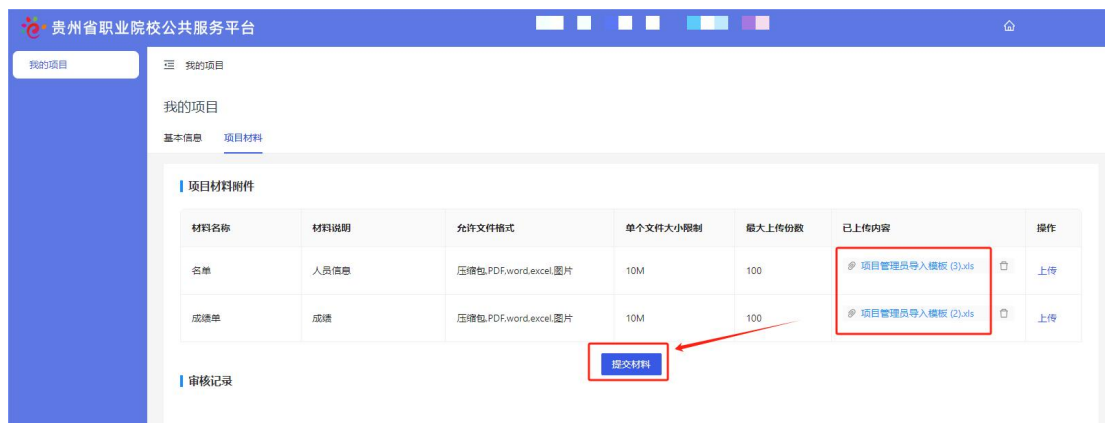 贵州省职业院校公共服务平台
我的项目
我的项目
我的项目
基本信息 项目材料
项目材料附件
材料名称 材料说明 允许文件格式 单个文件大小限制 最大上传份数 已上传内容 操作
名单 人员信息 压缩包,PDF,word,excel,图片 10M 100 项目管理员导入模板 (3).xls 上传
成绩单 成绩 压缩包,PDF,word,excel,图片 10M 100 项目管理员导入模板 (2).xls 上传
提交材料
审核记录